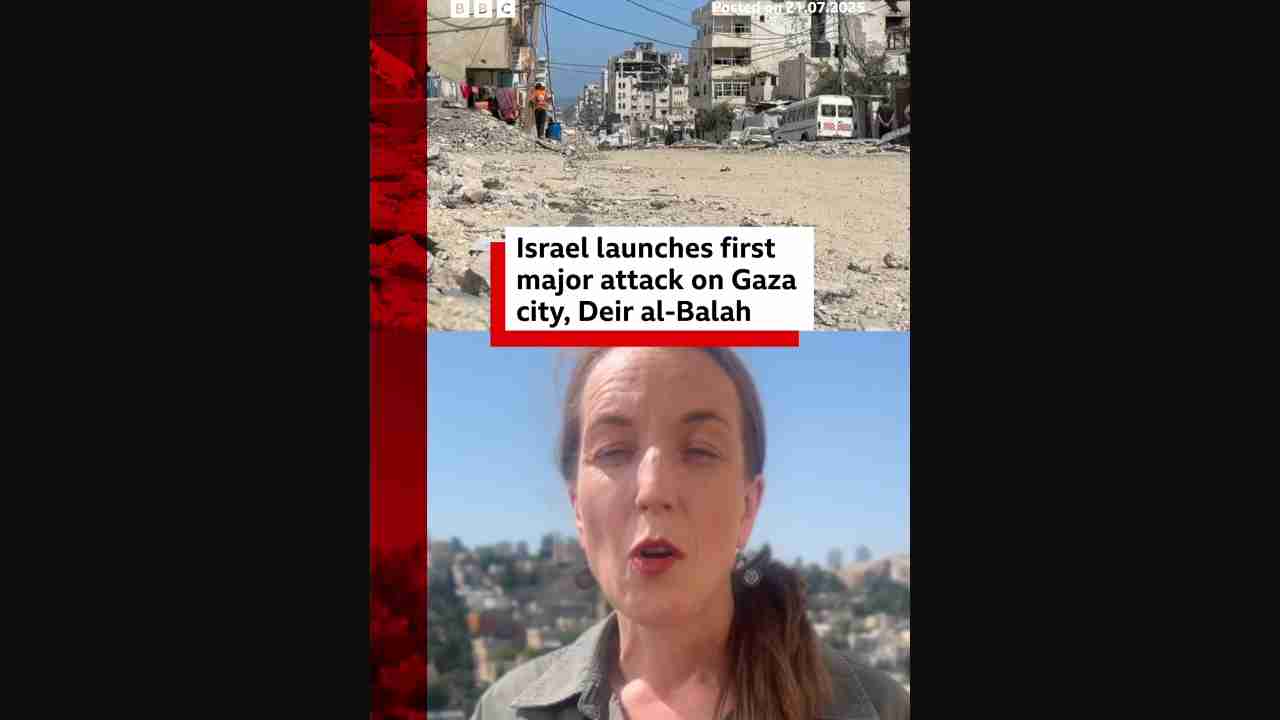 BBC
Posted on 21.07.2025
Israel launches first
major attack on Gaza
city, Deir al-Balah